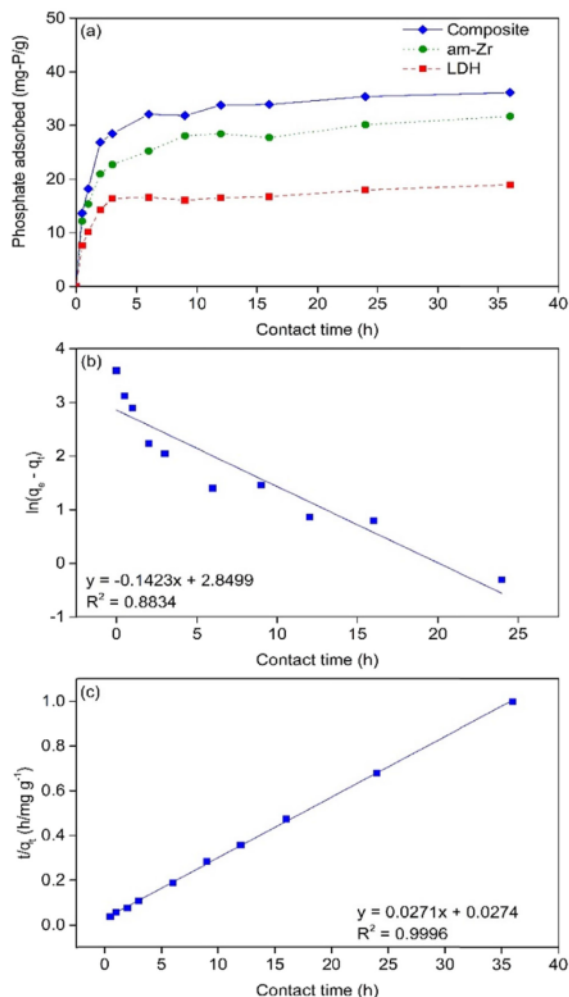 (a)
Composite
am-Zr
LDH
Phosphate adsorbed (mg-P/g)
50
40
30
20
10
0
0 5 10 15 20 25 30 35 40
Contact time (h)
(b)
ln(qe - qt)
4
3
2
1
0
-1
y = -0.1423x + 2.8499
R² = 0.8834
0 5 10 15 20 25
Contact time (h)
(c)
t/qt (h/mg g⁻¹)
1.0
0.8
0.6
0.4
0.2
0.0
y = 0.0271x + 0.0274
R² = 0.9996
0 5 10 15 20 25 30 35 40
Contact time (h)